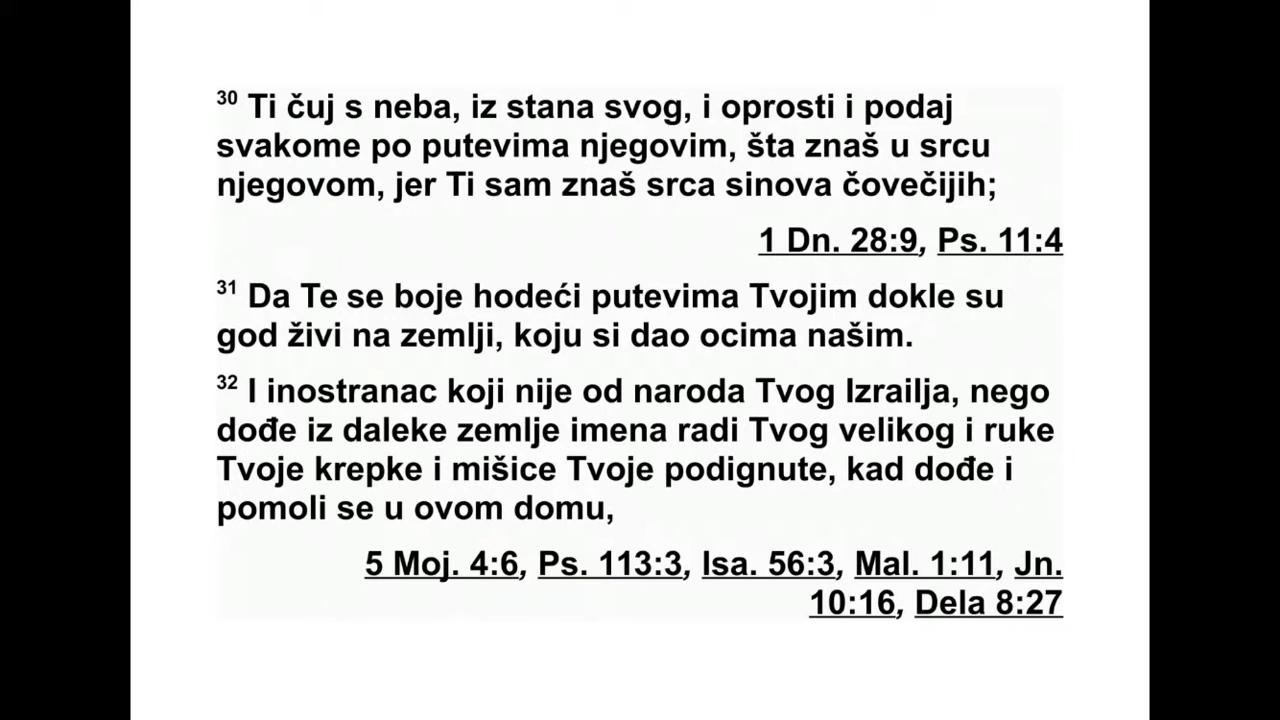 30 Ti čuj s neba, iz stana svog, i oprosti i podaj
svakome po putevima njegovim, šta znaš u srcu
njegovom, jer Ti sam znaš srca sinova čovečijih;
1 Dn. 28:9, Ps. 11:4
31 Da Te se boje hodeći putevima Tvojim dokle su
god živi na zemlji, koju si dao ocima našim.
32 I inostranac koji nije od naroda Tvog Izrailja, nego
dođe iz daleke zemlje imena radi Tvog velikog i ruke
Tvoje krepke i mišice Tvoje podignute, kad dođe i
pomoli se u ovom domu,
5 Moj. 4:6, Ps. 113:3, Isa. 56:3, Mal. 1:11, Jn.
10:16, Dela 8:27